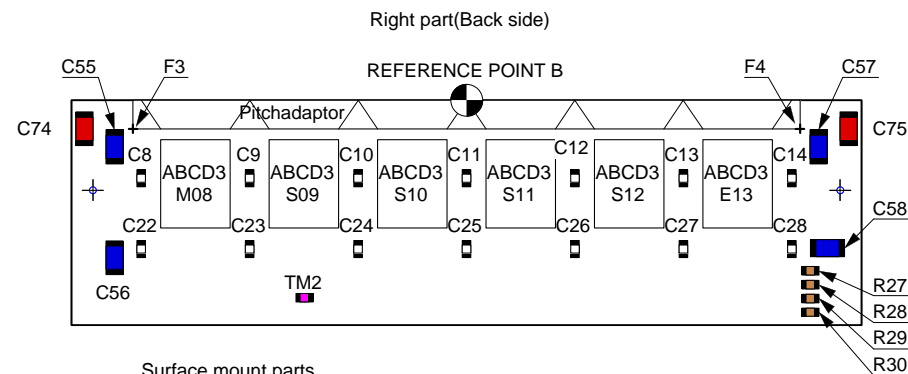 Right part(Back side)
C55 F3 REFERENCE POINT B F4 C57
C74 Pitchadaptor C75
C8 C9 C10 C11 C12 C13 C14
ABCD3 ABCD3 ABCD3 ABCD3 ABCD3 ABCD3
M08 S09 S10 S11 S12 E13
C22 C23 C24 C25 C26 C27 C28 C58
C56 TM2 R27
R28
R29
R30
Surface mount parts